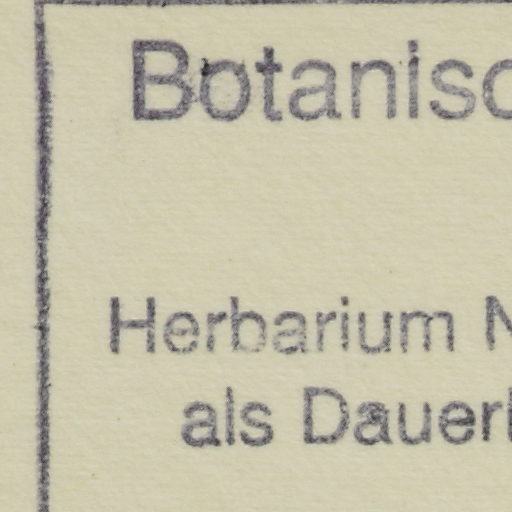 Botanisc
Herbarium N
als Dauerl